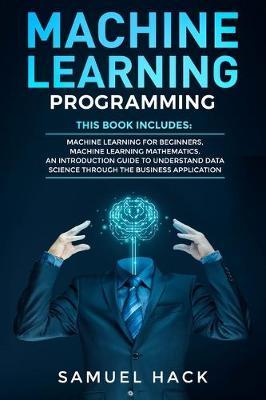 MACHINE
LEARNING
PROGRAMMING
THIS BOOK INCLUDES:
MACHINE LEARNING FOR BEGINNERS,
MACHINE LEARNING MATHEMATICS.
AN INTRODUCTION GUIDE TO UNDERSTAND DATA
SCIENCE THROUGH THE BUSINESS APPLICATION
SAMUEL HACK